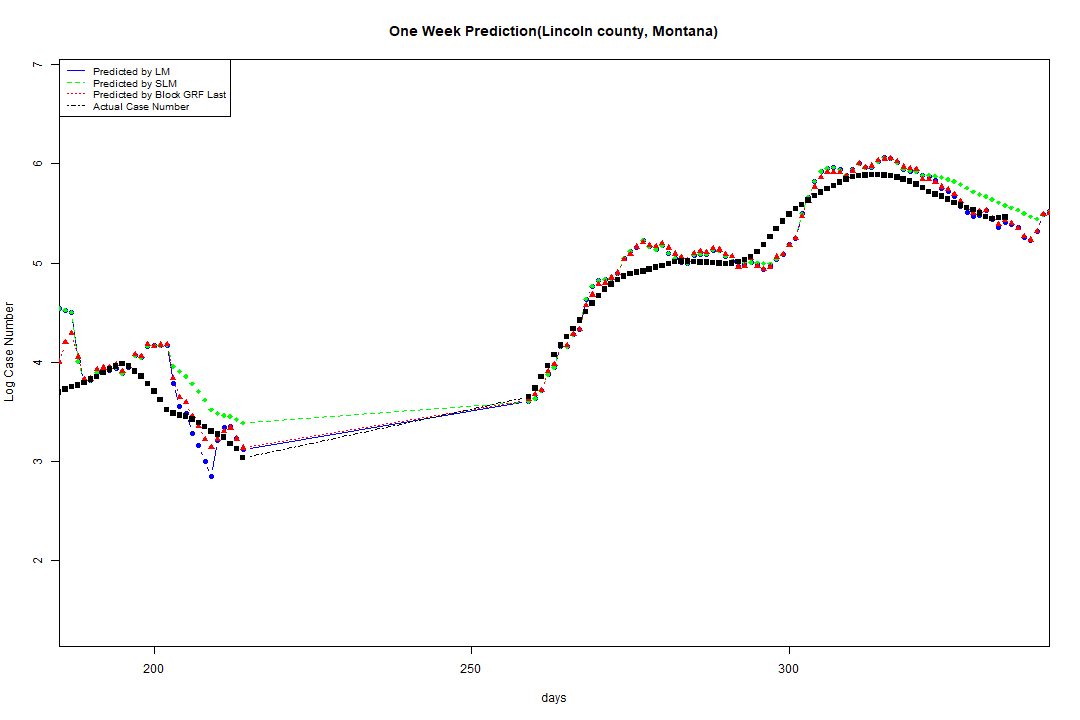 One Week Prediction(Lincoln county, Montana)
Predicted by LM
Predicted by SLM
Predicted by Block GRF Last
Actual Case Number
7
6
5
4
3
2
Log Case Number
200
250
300
days